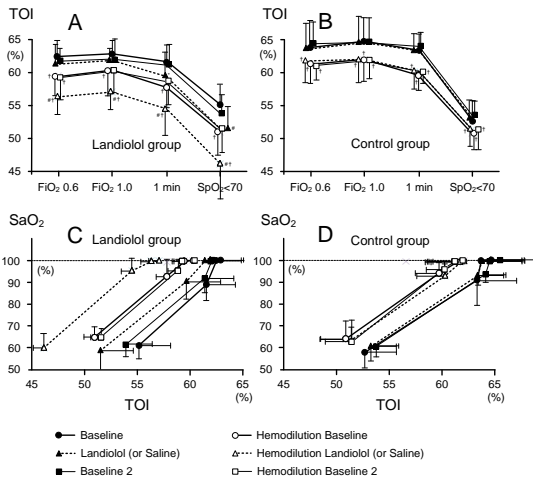 TOI
A
TOI
B
(%)
65
60
55
50
45
Landiolol group
FiO2 0.6
FiO2 1.0
1 min
SpO2<70
(%)
65
60
55
50
45
Control group
FiO2 0.6
FiO2 1.0
1 min
SpO2<70
SaO2
C
Landiolol group
SaO2
D
Control group
100
(%)
90
80
70
60
50
45
50
55
60
65
TOI
(%)
100
(%)
90
80
70
60
50
45
50
55
60
65
TOI
(%)
Baseline
Hemodilution Baseline
Landiolol (or Saline)
Hemodilution Landiolol (or Saline)
Baseline 2
Hemodilution Baseline 2